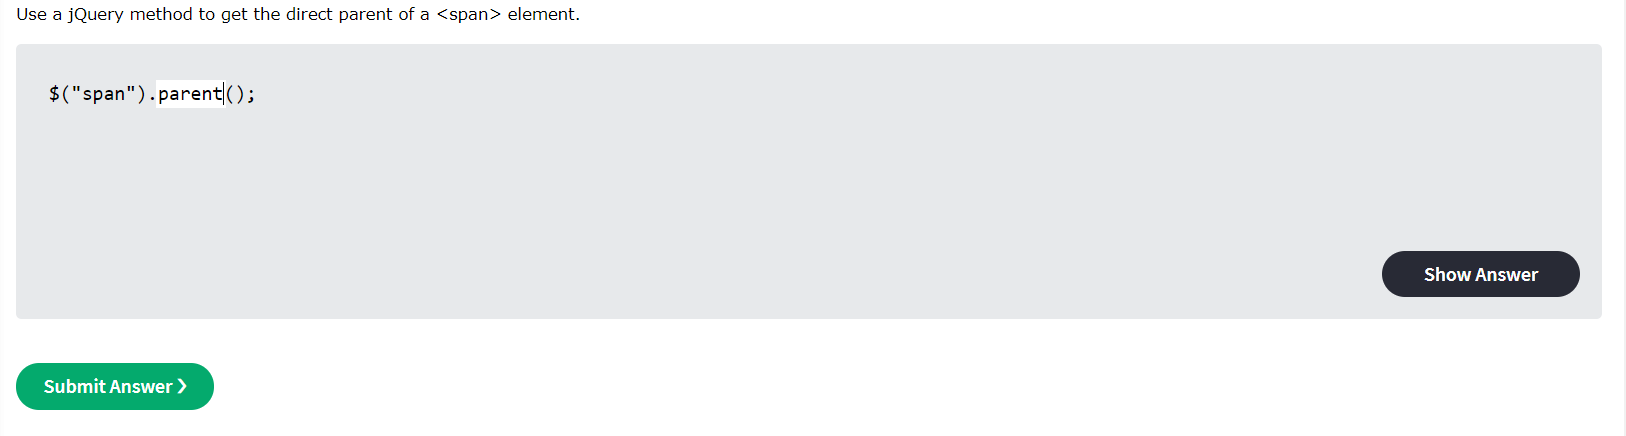 Use a jQuery method to get the direct parent of a <span> element.
$("span").parent();
Show Answer
Submit Answer ❯